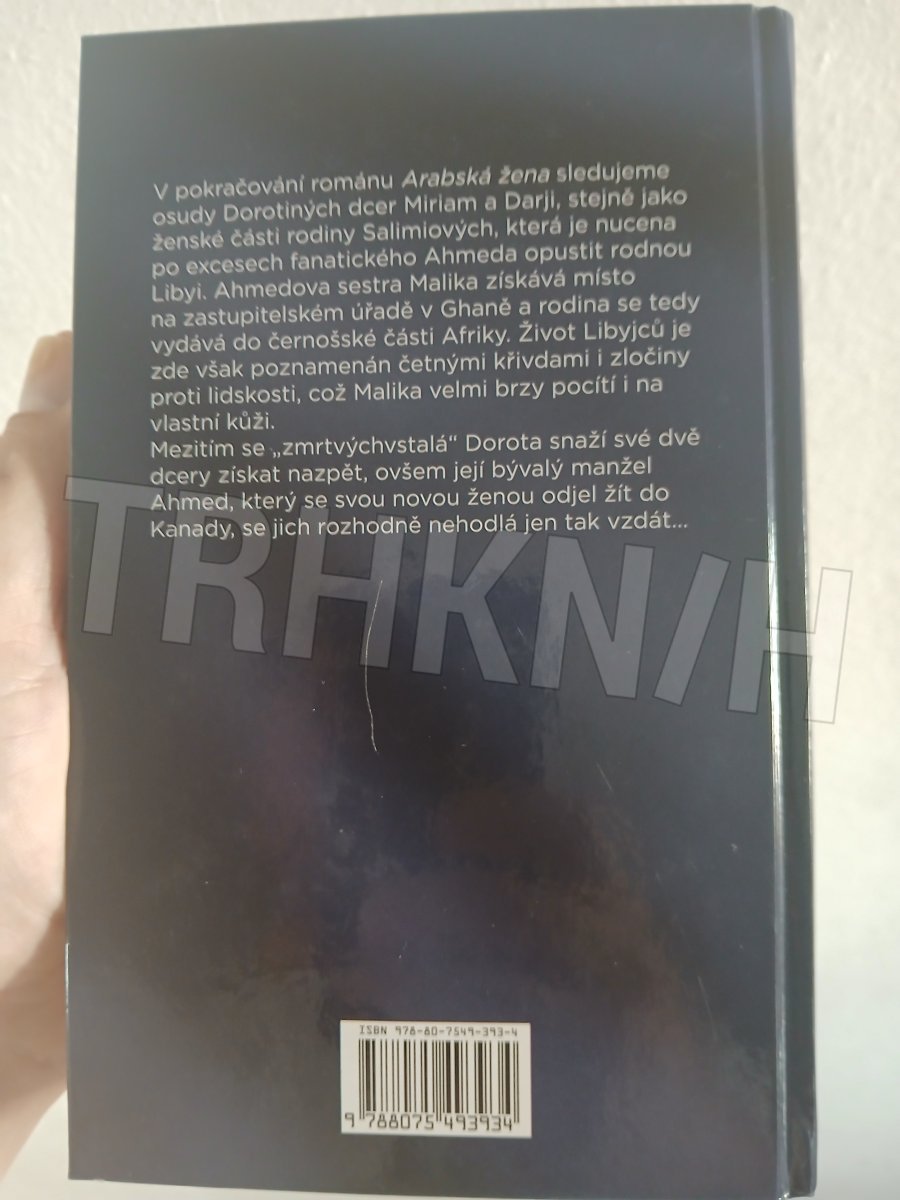 V pokračování románu Arabská žena sledujeme
osudy Dorotiných dcer Miriam a Darji, stejně jako
ženské části rodiny Salimiových, která je nucena
po excesech fanatického Ahmeda opustit rodnou
Libyi. Ahmedova sestra Malika získává místo
na zastupitelském úřadě v Ghaně a rodina se tedy
vydává do černošské části Afriky. Život Libyjců je
zde však poznamenán četnými křivdami i zločiny
proti lidskosti, což Malika velmi brzy pocítí i na
vlastní kůži.
Mezitím se „zmrtvýchvstalá“ Dorota snaží své dvě
dcery získat nazpět, ovšem její bývalý manžel
Ahmed, který se svou novou ženou odjel žít do
Kanady, se jich rozhodně nehodlá jen tak vzdát...
TRHKN/H
ISBN 978-80-7549-393-4
9 788075 493934